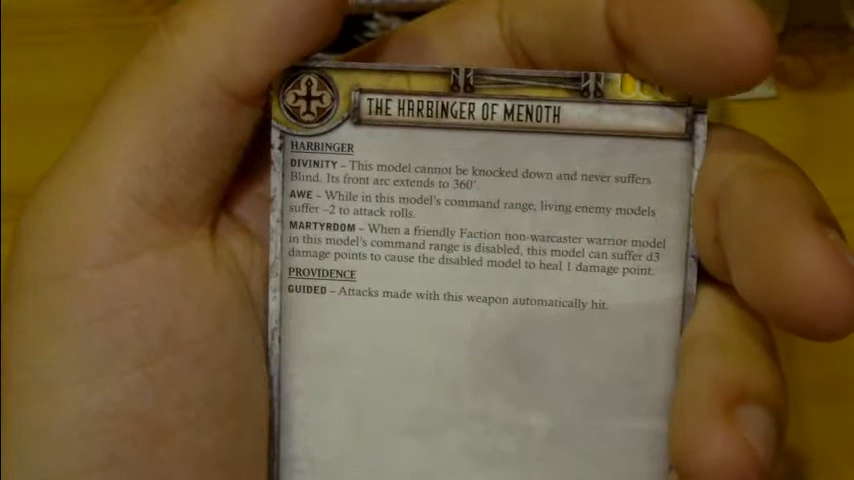 THE HARBINGER OF MENOTH
HARBINGER
DIVINITY – This model cannot be knocked down and never suffers
Blind. Its front arc extends to 360°.
AWE – While in this model's command range, living enemy models
suffer –2 to attack rolls.
MARTYRDOM – When a friendly Faction non-warcaster warrior model
in this model's command range is disabled, this model can suffer d3
damage points to cause the disabled model to heal 1 damage point.
PROVIDENCE
GUIDED – Attacks made with this weapon automatically hit.